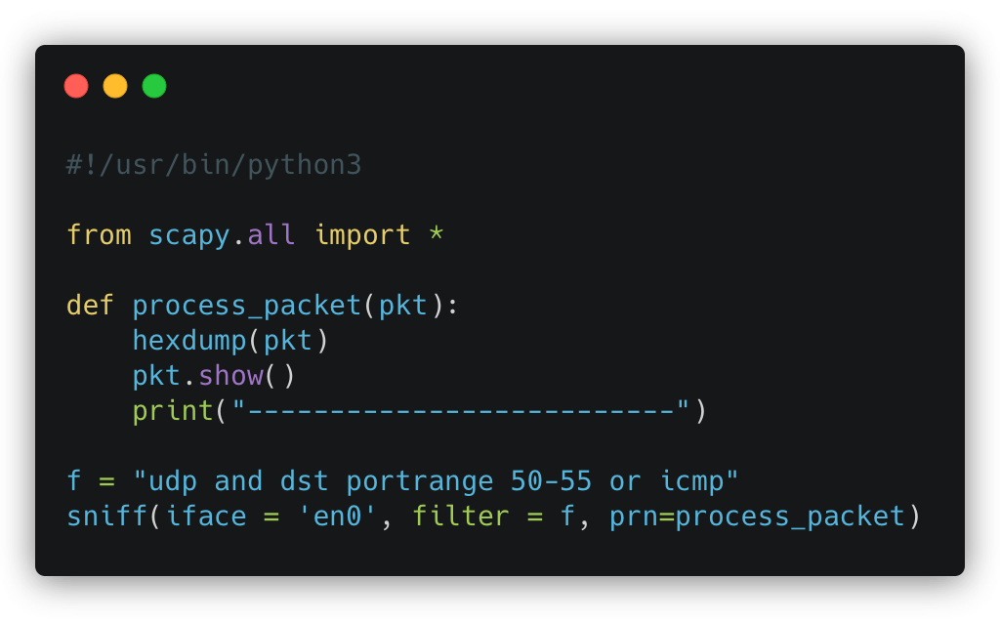 #!/usr/bin/python3
from scapy.all import *
def process_packet(pkt):
    hexdump(pkt)
    pkt.show()
    print("--------------------------")
f = "udp and dst portrange 50-55 or icmp"
sniff(iface = 'en0', filter = f, prn=process_packet)